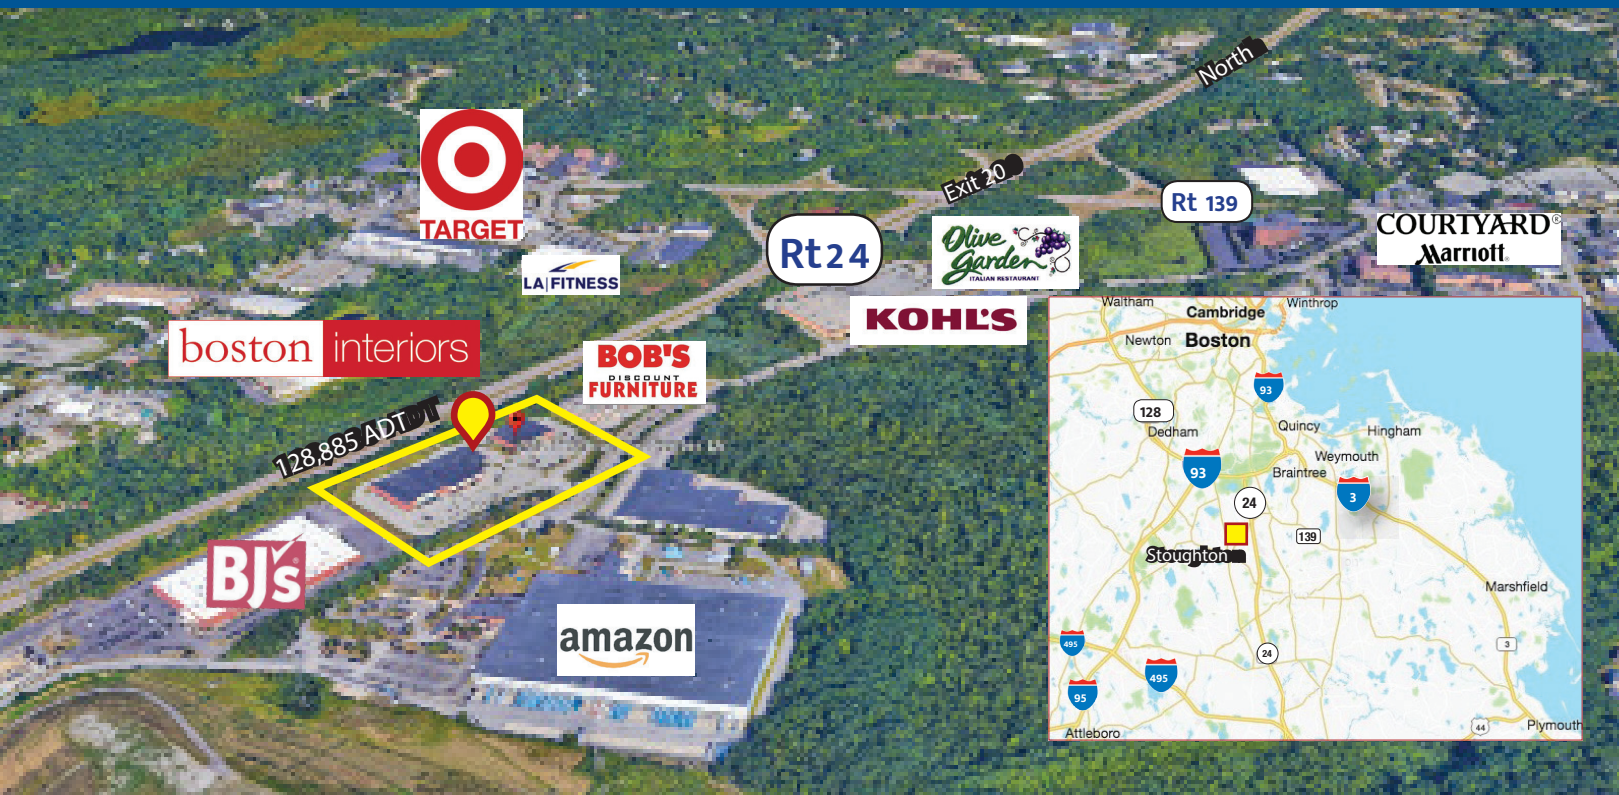 North
Exit 20
TARGET
Rt 139
COURTYARD®
Marriott®
Rt 24
Olive
Garden
ITALIAN RESTAURANT
LA|FITNESS
KOHL'S
boston interiors
BOB'S
DISCOUNT
FURNITURE
128,885 ADT
BJ's
amazon
Waltham
Winthrop
Cambridge
Newton
Boston
93
128
Dedham
Quincy
Hingham
Weymouth
93
Braintree
3
24
139
Stoughton
Marshfield
495
24
3
495
95
44
Plymouth
Attleboro